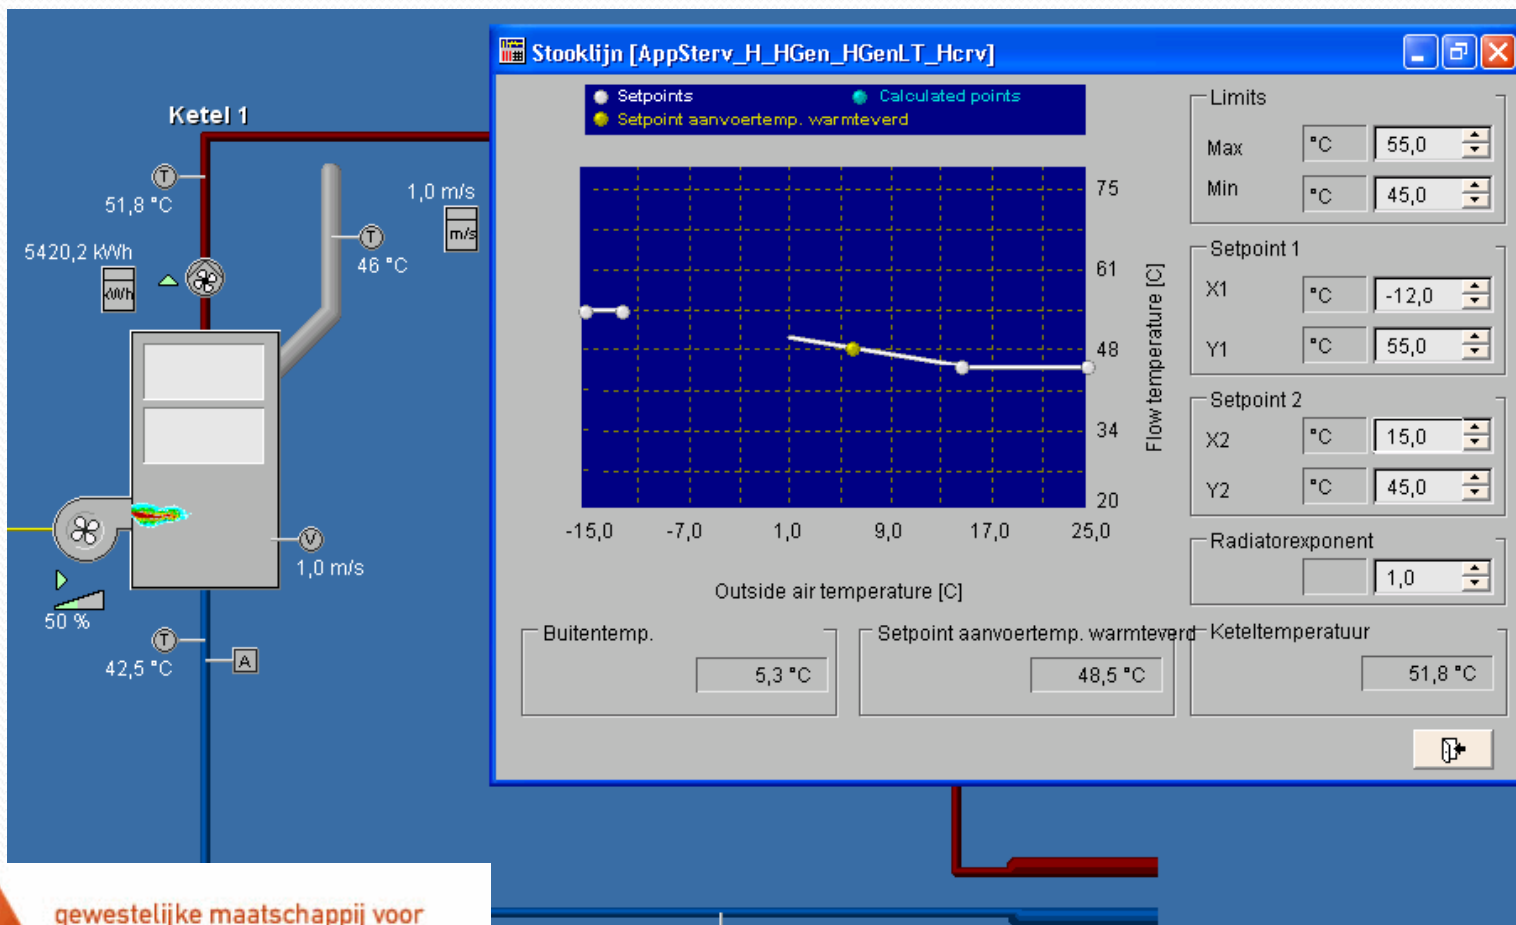 Stooklijn [AppSterv_H_HGen_HGenLT_Hcrv]
Setpoints
Calculated points
Setpoint aanvoertemp. warmteverd
75
61
48
34
20
Flow temperature [C]
-15,0 -7,0 1,0 9,0 17,0 25,0
Outside air temperature [C]
Limits
Max °C 55,0
Min °C 45,0
Setpoint 1
X1 °C -12,0
Y1 °C 55,0
Setpoint 2
X2 °C 15,0
Y2 °C 45,0
Radiatorexponent
1,0
Buitentemp.
5,3 °C
Setpoint aanvoertemp. warmteverd
48,5 °C
Keteltemperatuur
51,8 °C
Ketel 1
T
51,8 °C
1,0 m/s
m/s
T
46 °C
5420,2 kWh
kWh
V
1,0 m/s
50 %
T
42,5 °C
A
gewestelijke maatschappij voor